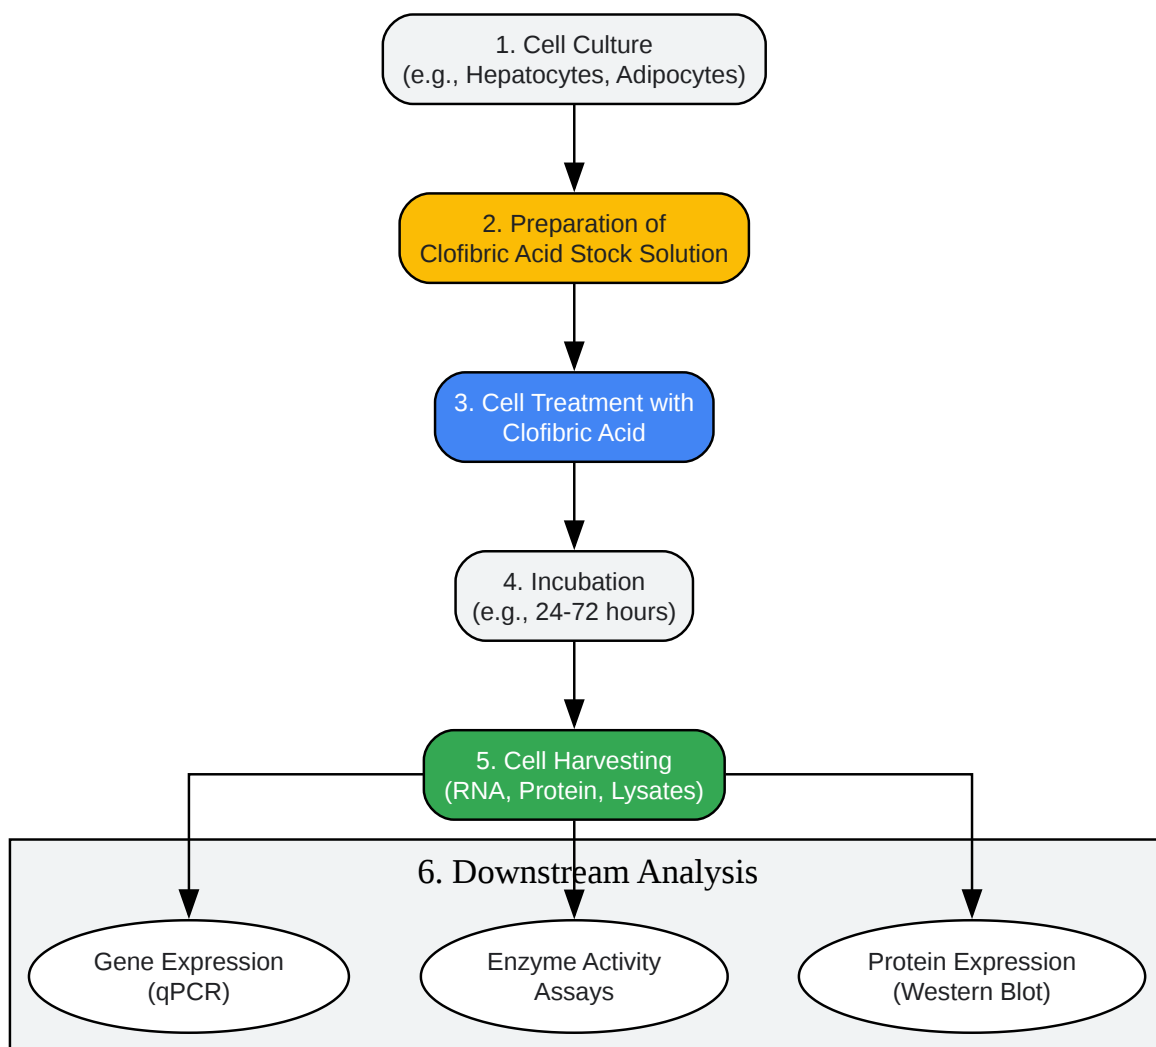 1. Cell Culture
(e.g., Hepatocytes, Adipocytes)
2. Preparation of
Clofibric Acid Stock Solution
3. Cell Treatment with
Clofibric Acid
4. Incubation
(e.g., 24-72 hours)
5. Cell Harvesting
(RNA, Protein, Lysates)
6. Downstream Analysis
Gene Expression
(qPCR)
Enzyme Activity
Assays
Protein Expression
(Western Blot)